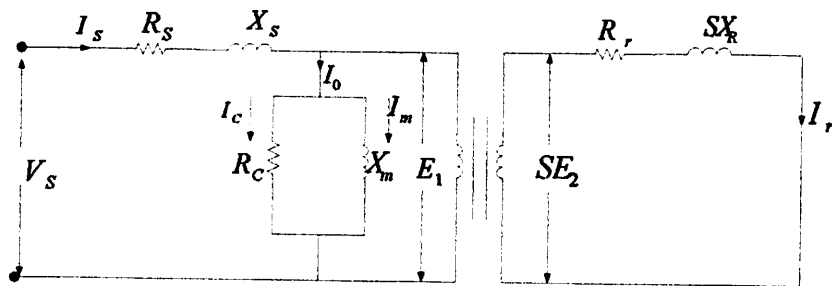 I_s R_S X_s
I_0
I_C I_m
V_S R_C X_m E_1 SE_2
R_r SX_R
I_r